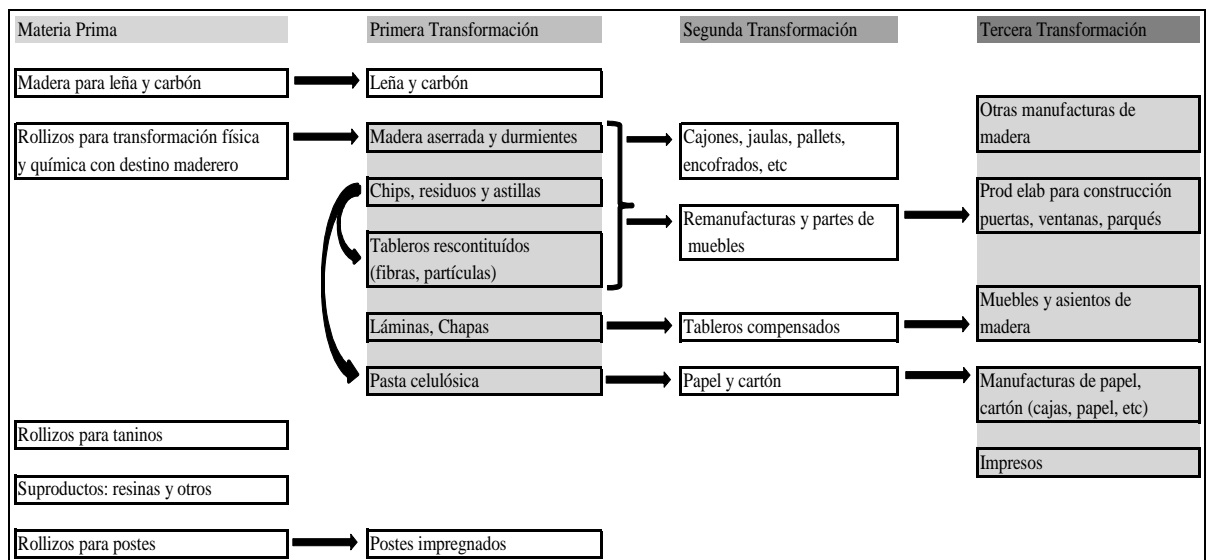 Materia Prima
Primera Transformación
Segunda Transformación
Tercera Transformación
Madera para leña y carbón
Leña y carbón
Rollizos para transformación física
y química con destino maderero
Madera aserrada y durmientes
Cajones, jaulas, pallets,
encofrados, etc
Otras manufacturas de
madera
Chips, residuos y astillas
Remanufacturas y partes de
muebles
Prod elab para construcción
puertas, ventanas, parqués
Tableros rescontituídos
(fibras, partículas)
Láminas, Chapas
Tableros compensados
Muebles y asientos de
madera
Pasta celulósica
Papel y cartón
Manufacturas de papel,
cartón (cajas, papel, etc)
Rollizos para taninos
Impresos
Suproductos: resinas y otros
Rollizos para postes
Postes impregnados